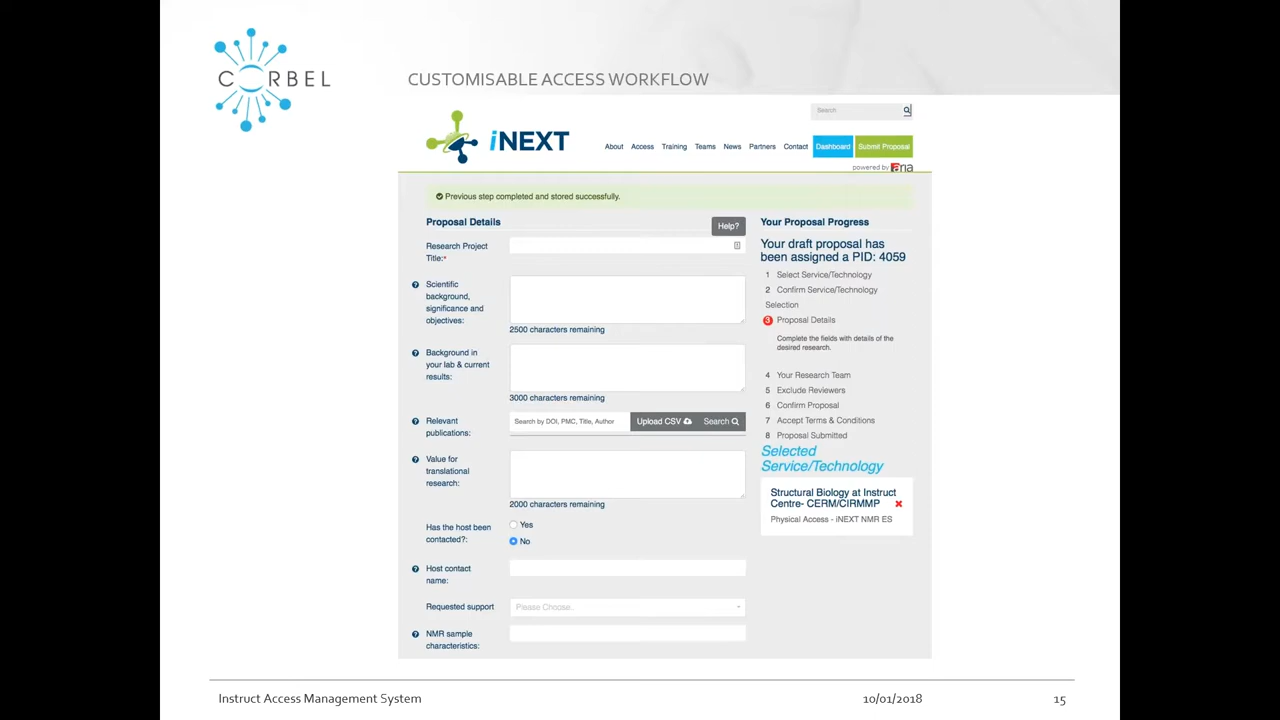 CORBEL
CUSTOMISABLE ACCESS WORKFLOW
Search
iNEXT
About Access Training Teams News Partners Contact Dashboard Submit Proposal
powered by aria
Previous step completed and stored successfully.
Proposal Details
Help?
Research Project
Title:*
Scientific
background,
significance and
objectives:
2500 characters remaining
Background in
your lab & current
results:
3000 characters remaining
Relevant
publications:
Search by DOI, PMC, Title, Author
Upload CSV
Search
Value for
translational
research:
2000 characters remaining
Has the host been
contacted?:
Yes
No
Host contact
name:
Requested support
Please Choose..
NMR sample
characteristics:
Your Proposal Progress
Your draft proposal has
been assigned a PID: 4059
1 Select Service/Technology
2 Confirm Service/Technology
Selection
3 Proposal Details
Complete the fields with details of the
desired research.
4 Your Research Team
5 Exclude Reviewers
6 Confirm Proposal
7 Accept Terms & Conditions
8 Proposal Submitted
Selected
Service/Technology
Structural Biology at Instruct
Centre- CERM/CIRMMP
Physical Access - iNEXT NMR ES
Instruct Access Management System
10/01/2018
15